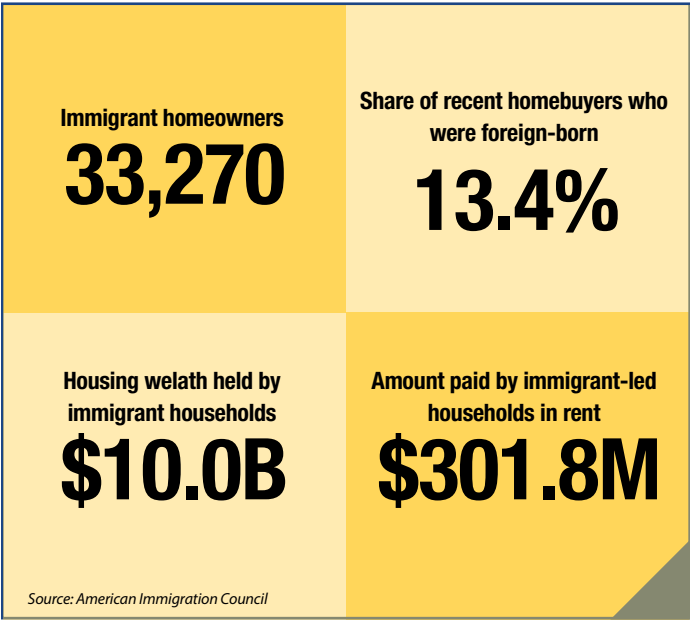 Immigrant homeowners
33,270
Share of recent homebuyers who
were foreign-born
13.4%
Housing welath held by
immigrant households
$10.0B
Amount paid by immigrant-led
households in rent
$301.8M
Source: American Immigration Council